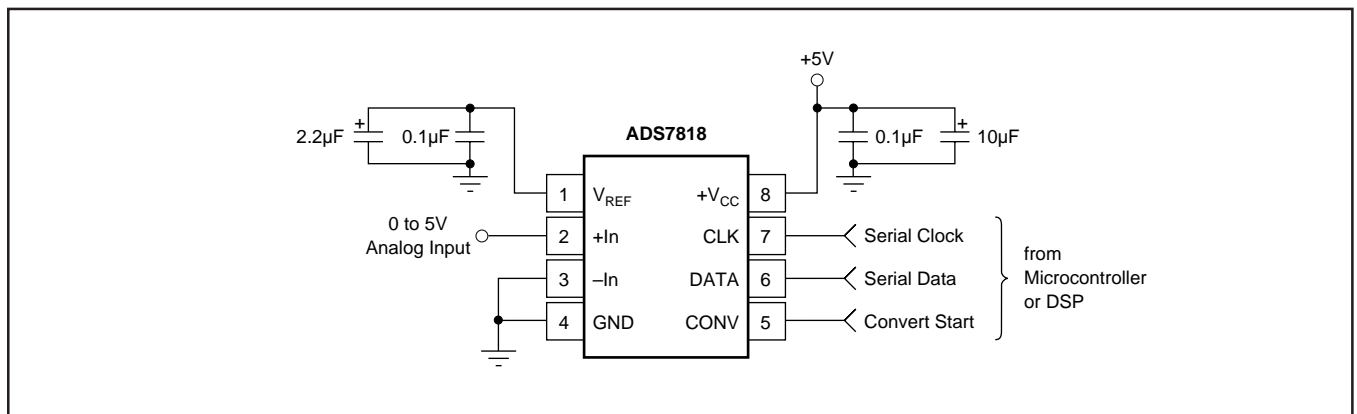 +5V
2.2µF
+
0.1µF
ADS7818
0.1µF
+
10µF
1
VREF
+VCC
8
0 to 5V
Analog Input
2
+In
CLK
7
Serial Clock
3
–In
DATA
6
Serial Data
4
GND
CONV
5
Convert Start
from
Microcontroller
or DSP